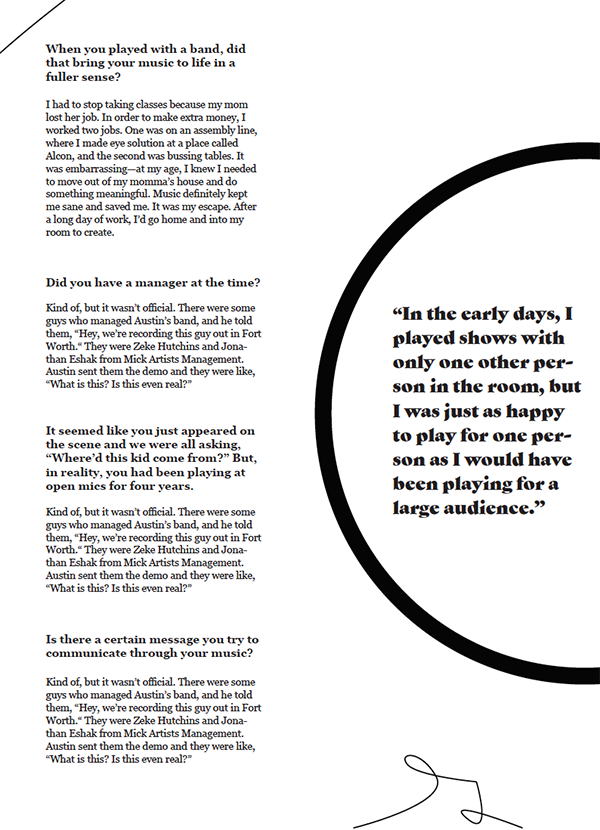 When you played with a band, did
that bring your music to life in a
fuller sense?
I had to stop taking classes because my mom
lost her job. In order to make extra money, I
worked two jobs. One was on an assembly line,
where I made eye solution at a place called
Alcon, and the second was bussing tables. It
was embarrassing—at my age, I knew I needed
to move out of my momma’s house and do
something meaningful. Music definitely kept
me sane and saved me. It was my escape. After
a long day of work, I’d go home and into my
room to create.
Did you have a manager at the time?
Kind of, but it wasn’t official. There were some
guys who managed Austin’s band, and he told
them, “Hey, we’re recording this guy out in Fort
Worth.“ They were Zeke Hutchins and Jona-
than Eshak from Mick Artists Management.
Austin sent them the demo and they were like,
“What is this? Is this even real?”
It seemed like you just appeared on
the scene and we were all asking,
“Where’d this kid come from?” But,
in reality, you had been playing at
open mics for four years.
Kind of, but it wasn’t official. There were some
guys who managed Austin’s band, and he told
them, “Hey, we’re recording this guy out in Fort
Worth.“ They were Zeke Hutchins and Jona-
than Eshak from Mick Artists Management.
Austin sent them the demo and they were like,
“What is this? Is this even real?”
Is there a certain message you try to
communicate through your music?
Kind of, but it wasn’t official. There were some
guys who managed Austin’s band, and he told
them, “Hey, we’re recording this guy out in Fort
Worth.“ They were Zeke Hutchins and Jona-
than Eshak from Mick Artists Management.
Austin sent them the demo and they were like,
“What is this? Is this even real?”
“In the early days, I
played shows with
only one other per-
son in the room, but
I was just as happy
to play for one per-
son as I would have
been playing for a
large audience.”